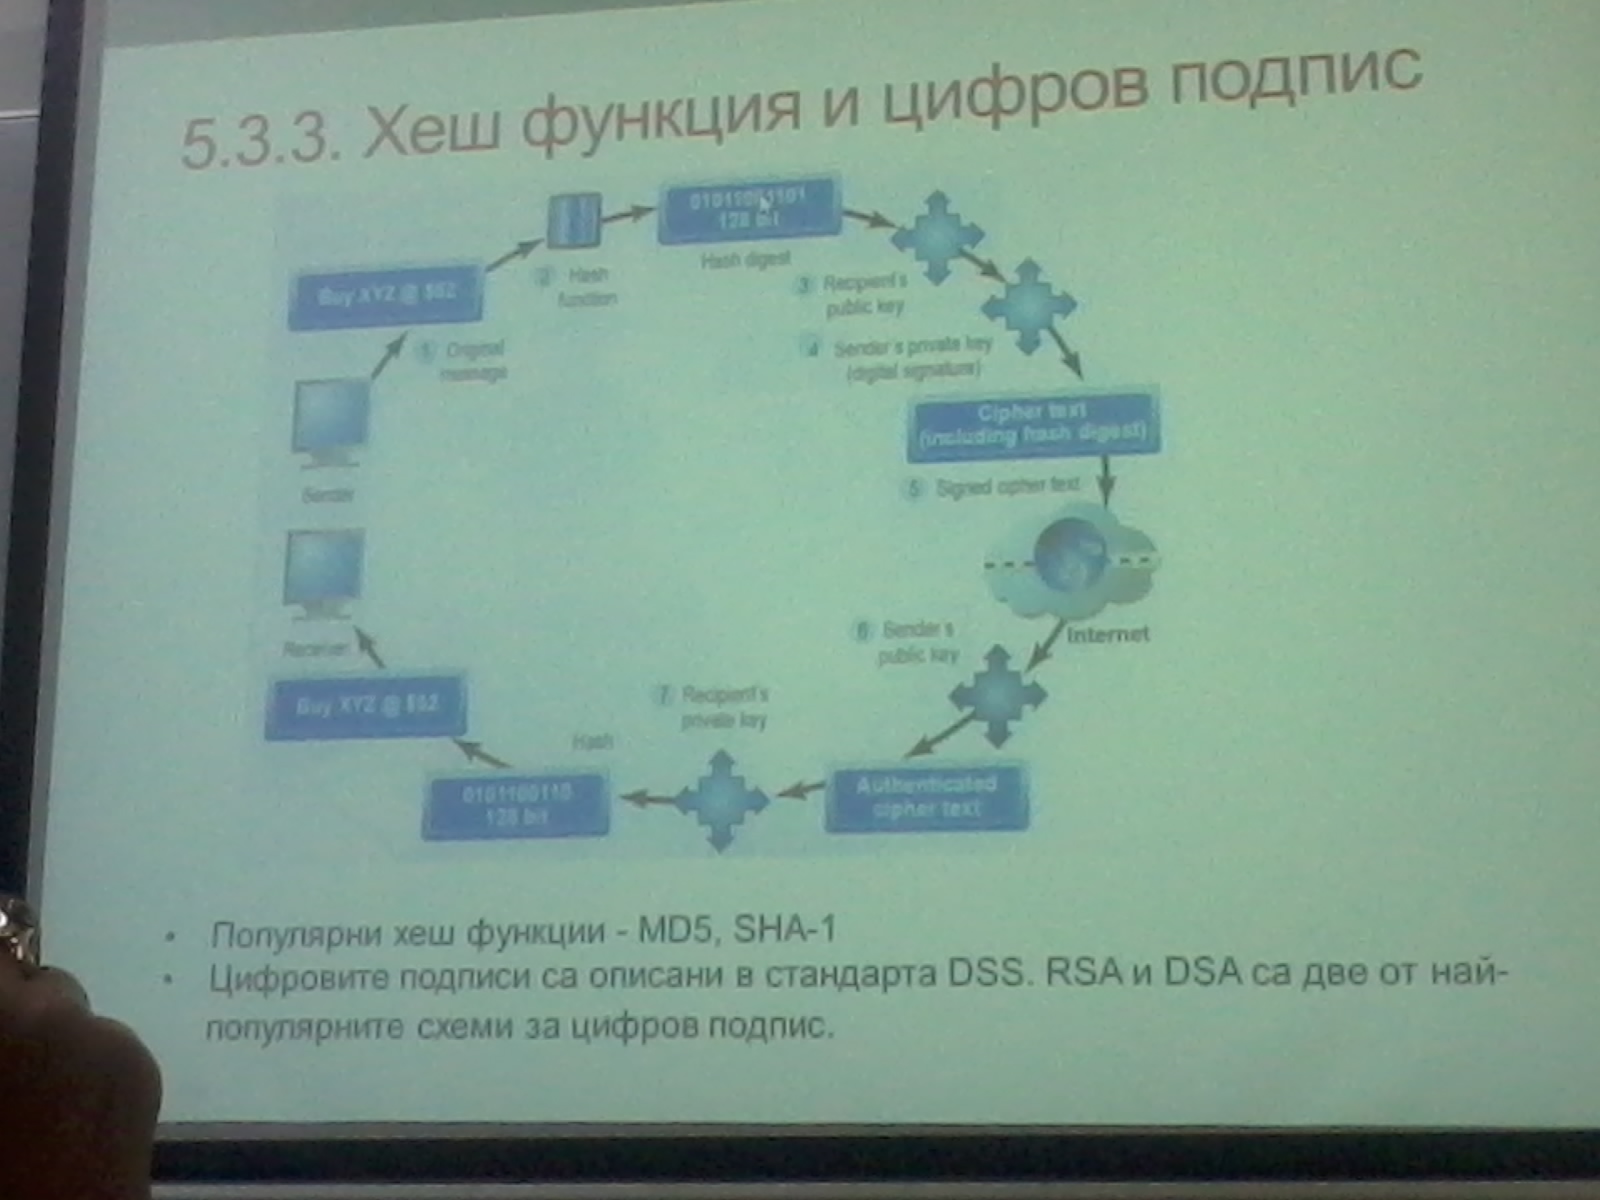 5.3.3. Хеш функция и цифров подпис
128 bit
Hash digest
Buy XYZ @ $52
2 Hash
function
3 Recipient's
public key
1 Original
message
4 Sender's private key
(digital signature)
Cipher text
(including hash digest)
5 Signed cipher text
Sender
Internet
6 Sender's
public key
Receiver
Buy XYZ @ $52
7 Recipient's
private key
Hash
0101100110
128 bit
Authenticated
cipher text
• Популярни хеш функции - MD5, SHA-1
• Цифровите подписи са описани в стандарта DSS. RSA и DSA са две от най-
популярните схеми за цифров подпис.